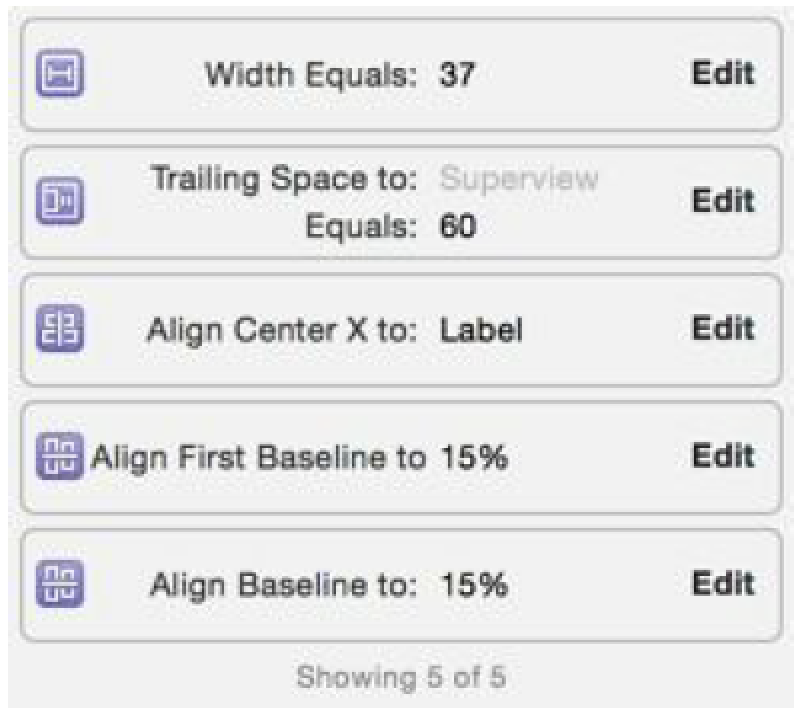 Width Equals: 37 Edit
Trailing Space to: Superview
Equals: 60 Edit
Align Center X to: Label Edit
Align First Baseline to 15% Edit
Align Baseline to: 15% Edit
Showing 5 of 5